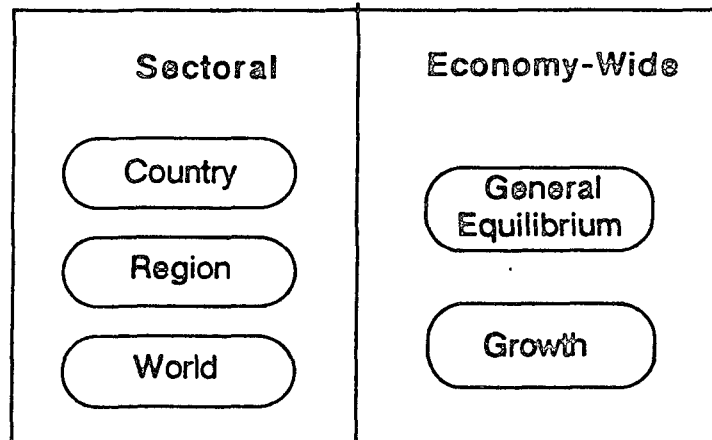 Sectoral
Country
Region
World
Economy-Wide
General
Equilibrium
Growth